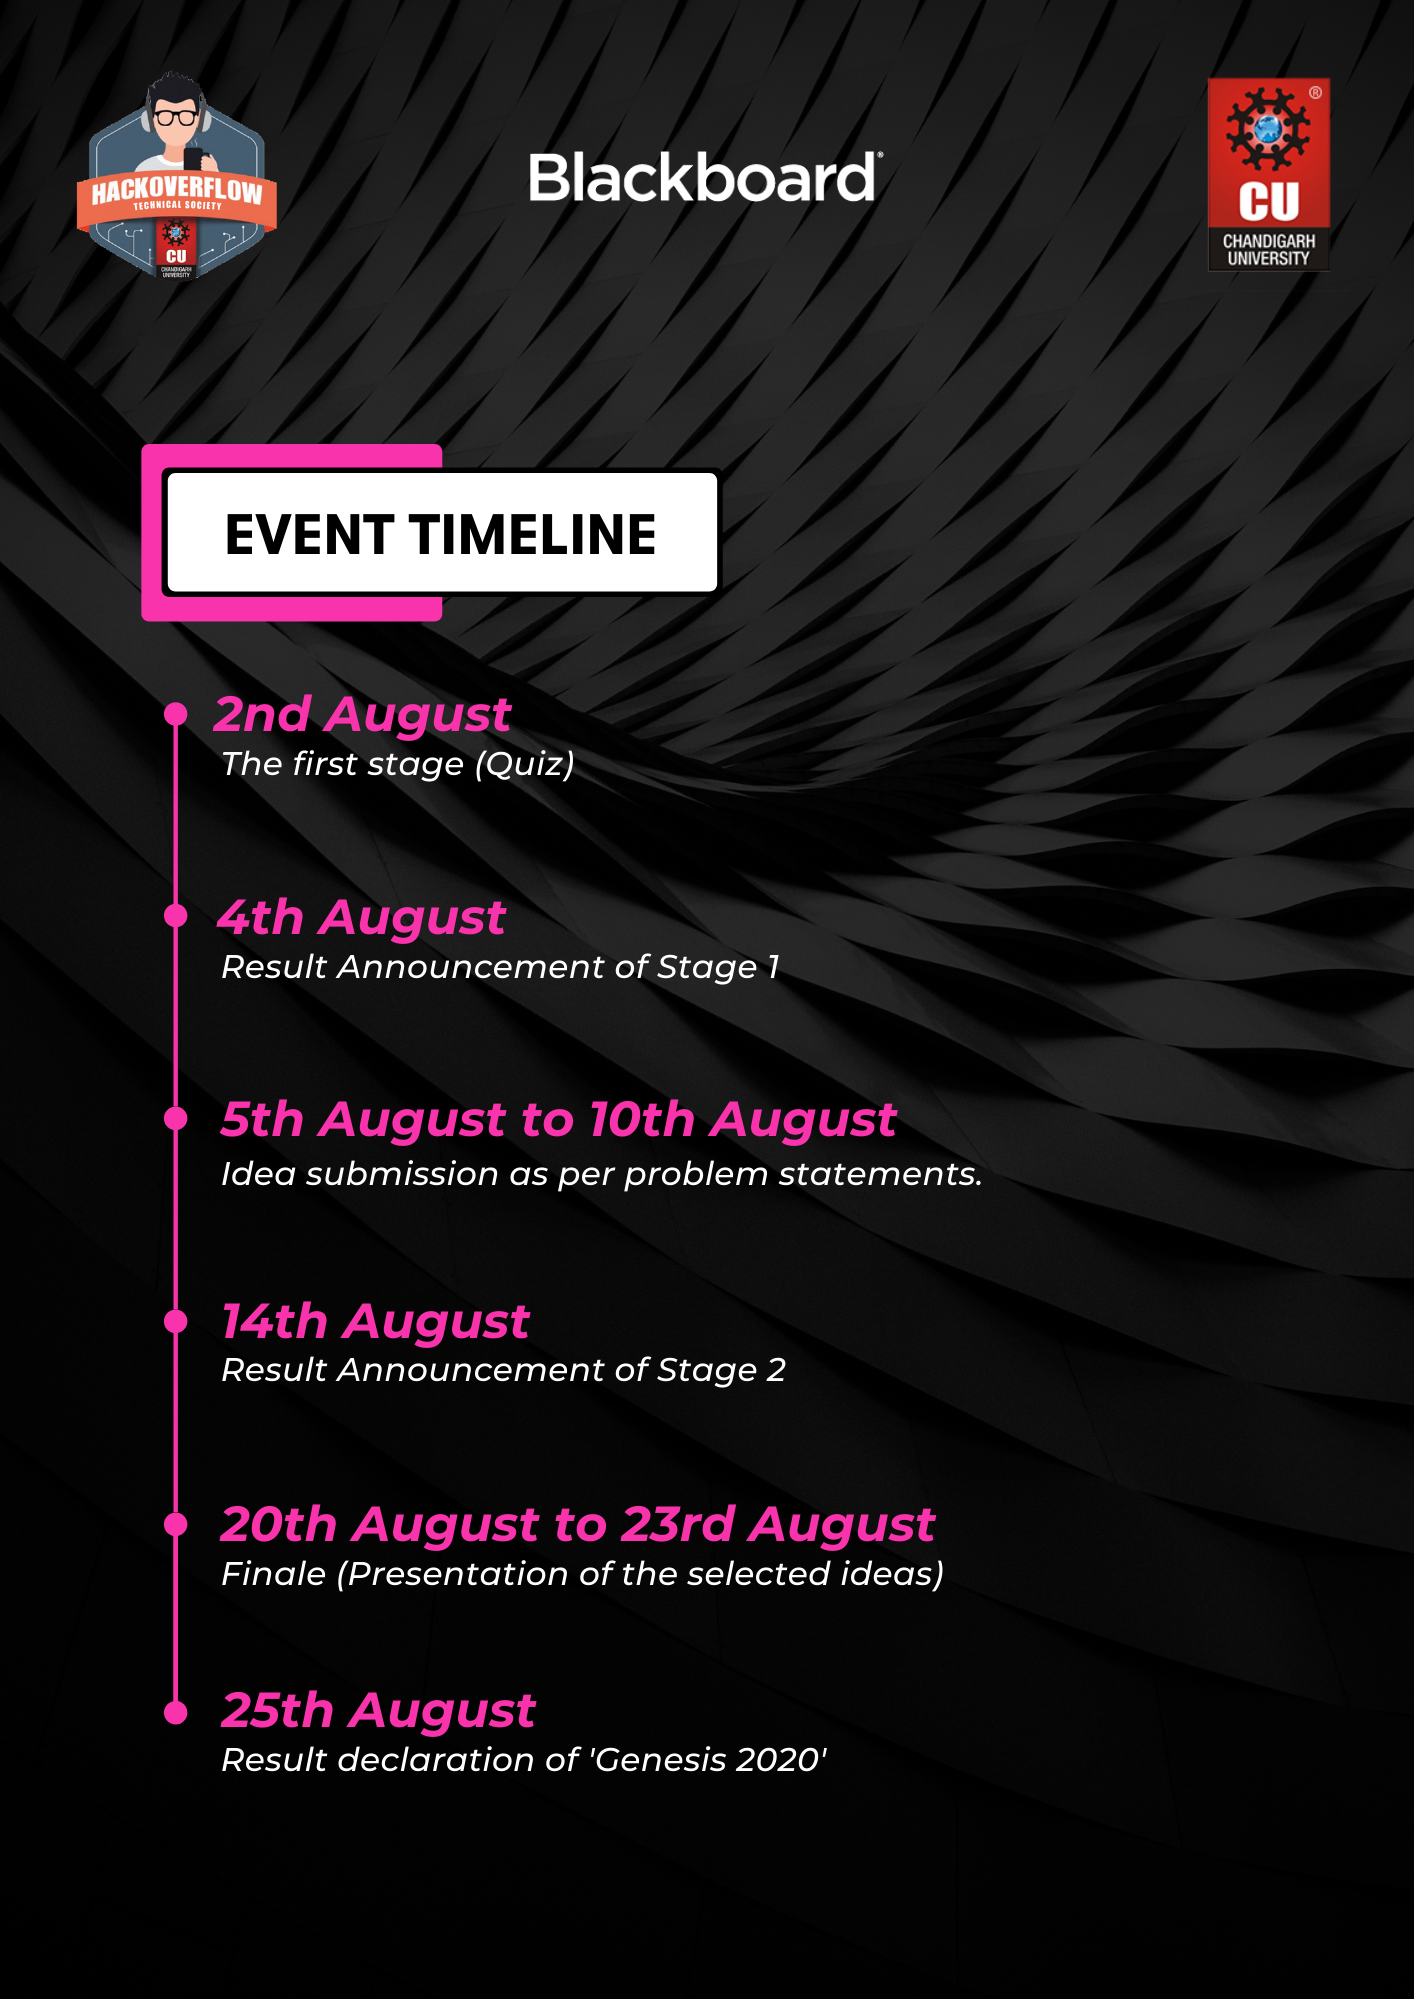 HACKOVERFLOW
TECHNICAL SOCIETY
CU
CHANDIGARH
UNIVERSITY
Blackboard®
®
CU
CHANDIGARH
UNIVERSITY
EVENT TIMELINE
2nd August
The first stage (Quiz)
4th August
Result Announcement of Stage 1
5th August to 10th August
Idea submission as per problem statements.
14th August
Result Announcement of Stage 2
20th August to 23rd August
Finale (Presentation of the selected ideas)
25th August
Result declaration of 'Genesis 2020'